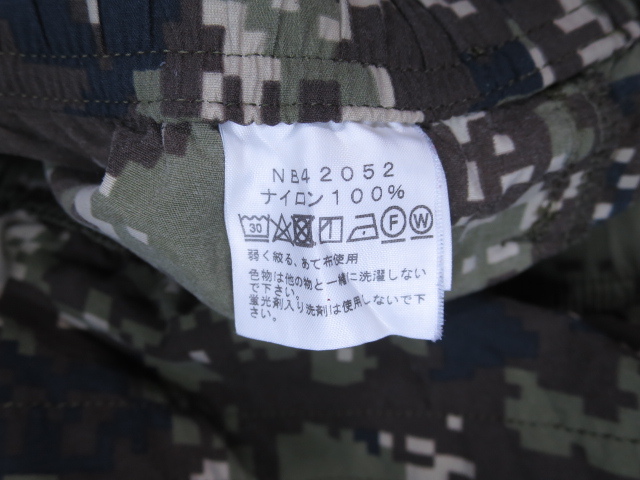 NB42052
ナイロン100%
30 F W
弱く絞る、あて布使用
色物は他の物と一緒に洗濯しない
で下さい。
蛍光剤入り洗剤は使用しないで下
さい。